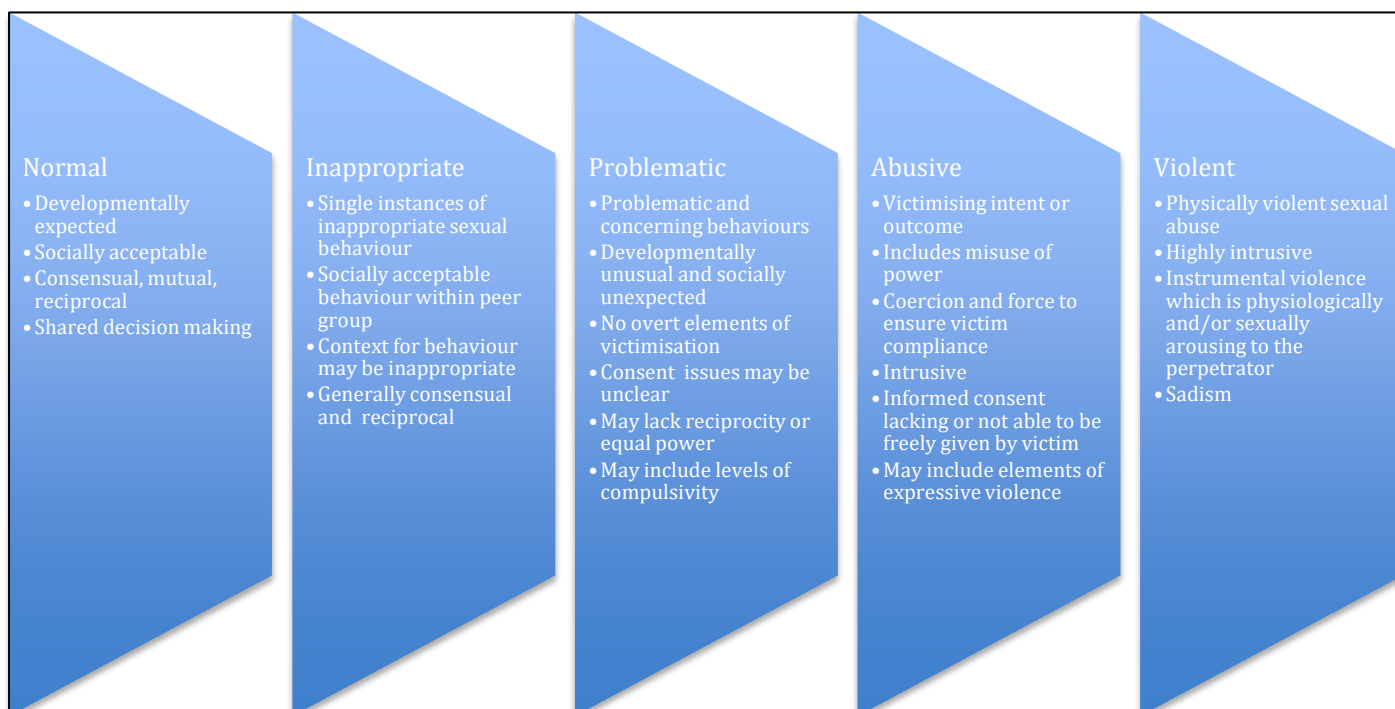 Normal
•Developmentally
expected
•Socially acceptable
•Consensual, mutual,
reciprocal
•Shared decision making
Inappropriate
•Single instances of
inappropriate sexual
behaviour
•Socially acceptable
behaviour within peer
group
•Context for behaviour
may be inappropriate
•Generally consensual
and reciprocal
Problematic
•Problematic and
concerning behaviours
•Developmentally
unusual and socially
unexpected
•No overt elements of
victimisation
•Consent issues may be
unclear
•May lack reciprocity or
equal power
•May include levels of
compulsivity
Abusive
•Victimising intent or
outcome
•Includes misuse of
power
•Coercion and force to
ensure victim
compliance
•Intrusive
•Informed consent
lacking or not able to be
freely given by victim
•May include elements of
expressive violence
Violent
•Physically violent sexual
abuse
•Highly intrusive
•Instrumental violence
which is physiologically
and/or sexually
arousing to the
perpetrator
•Sadism